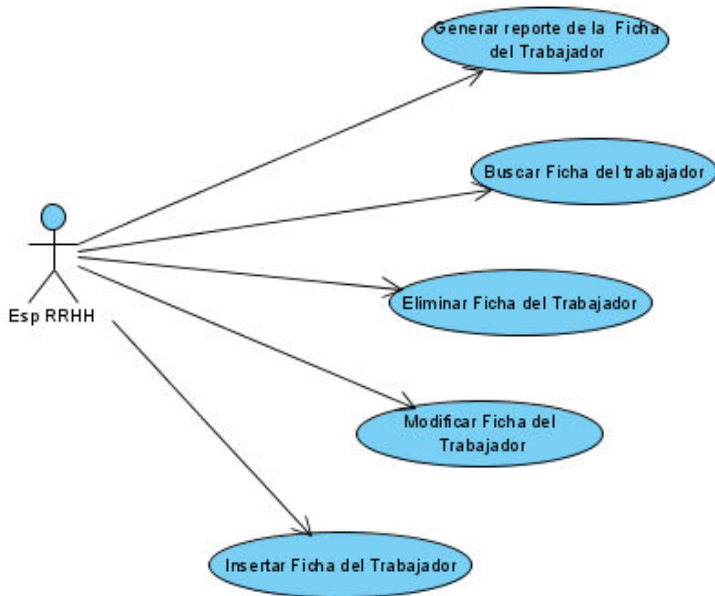 Generar reporte de la Ficha
del Trabajador
Buscar Ficha del trabajador
Eliminar Ficha del Trabajador
Esp RRHH
Modificar Ficha del
Trabajador
Insertar Ficha del Trabajador